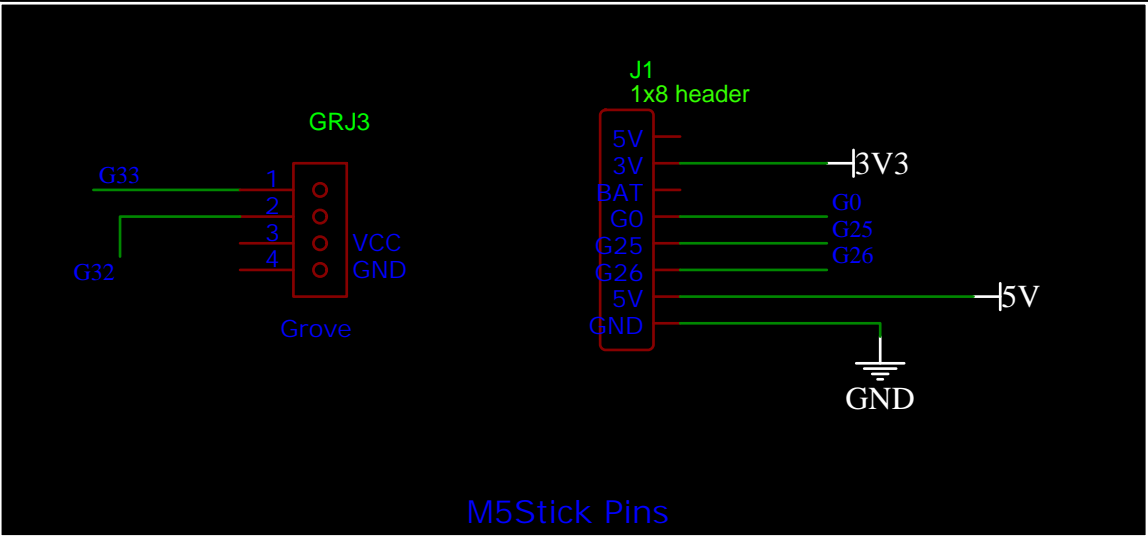 J1
1x8 header
GRJ3
5V
3V
3V3
G33
1
BAT
G0
G0
2
G25
G25
3
VCC
G26
G26
4
GND
G32
5V
5V
GND
Grove
GND
M5Stick Pins